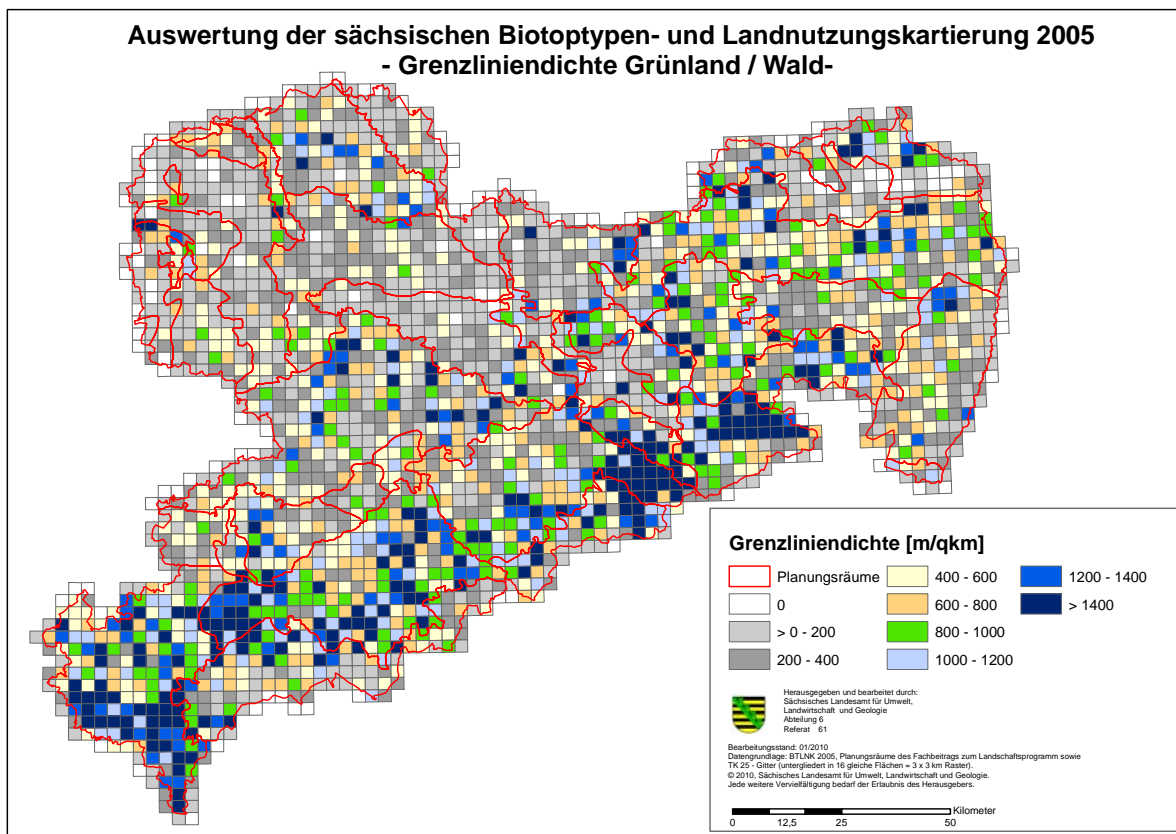 Auswertung der sächsischen Biotoptypen- und Landnutzungskartierung 2005
- Grenzliniendichte Grünland / Wald-
Grenzliniendichte [m/qkm]
Planungsräume
0
> 0 - 200
200 - 400
400 - 600
600 - 800
800 - 1000
1000 - 1200
1200 - 1400
> 1400
Herausgegeben und bearbeitet durch:
Sächsisches Landesamt für Umwelt,
Landwirtschaft und Geologie
Abteilung 6
Referat 61
Bearbeitungsstand: 01/2010
Datengrundlage: BTLNK 2005, Planungsräume des Fachbeitrags zum Landschaftsprogramm sowie
TK 25 - Gitter (untergliedert in 16 gleiche Flächen = 3 x 3 km Raster).
© 2010, Sächisches Landesamt für Umwelt, Landwirtschaft und Geologie.
Jede weitere Vervielfältigung bedarf der Erlaubnis des Herausgebers.
Kilometer
0 12,5 25 50